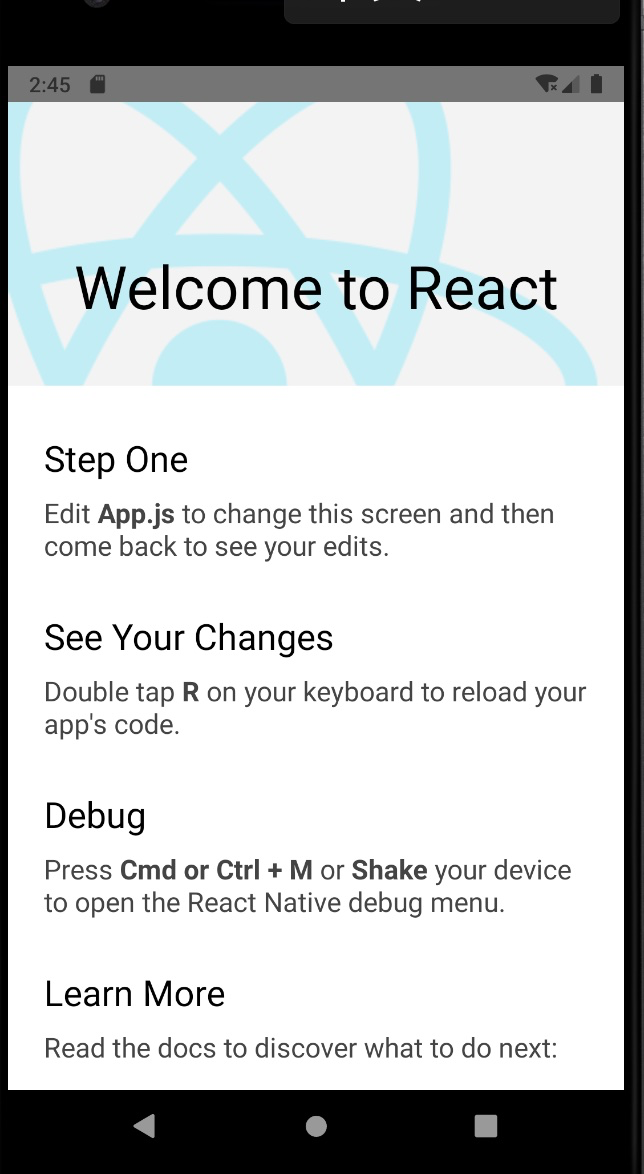 2:45
Welcome to React
Step One
Edit App.js to change this screen and then
come back to see your edits.
See Your Changes
Double tap R on your keyboard to reload your
app's code.
Debug
Press Cmd or Ctrl + M or Shake your device
to open the React Native debug menu.
Learn More
Read the docs to discover what to do next: